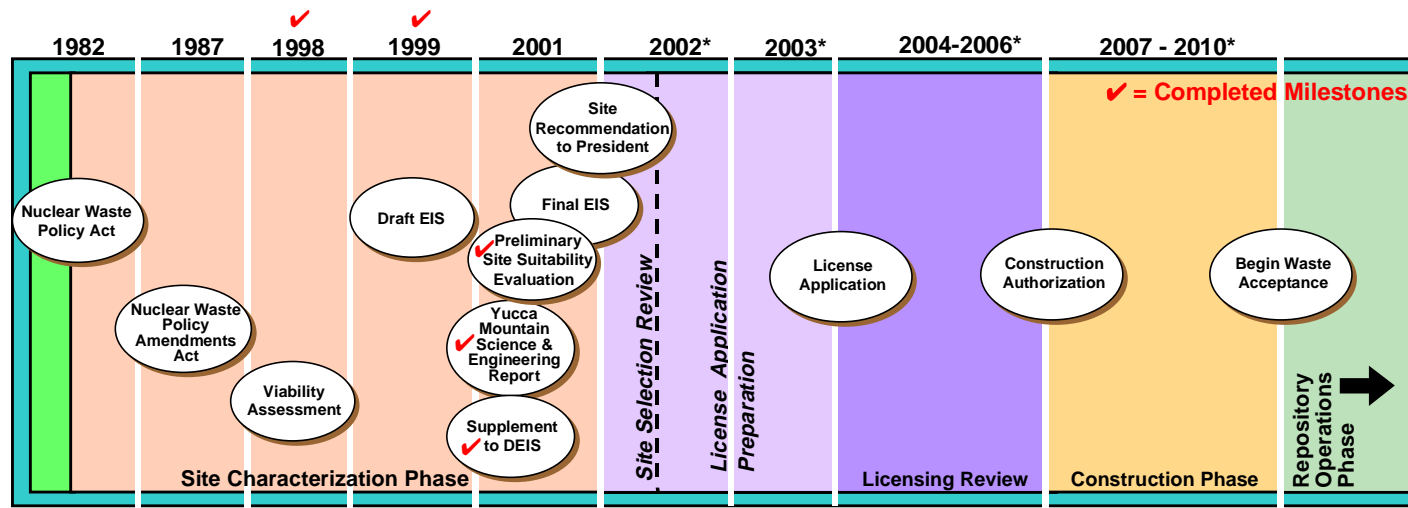 ✔ ✔
1982 1987 1998 1999 2001 2002* 2003* 2004-2006* 2007 - 2010*
✔ = Completed Milestones
Nuclear Waste
Policy Act
Nuclear Waste
Policy
Amendments
Act
Viability
Assessment
Draft EIS
Site
Recommendation
to President
Final EIS
✔Preliminary
Site Suitability
Evaluation
Yucca
Mountain
✔ Science &
Engineering
Report
Supplement
✔ to DEIS
Site Characterization Phase
Site Selection Review
License Application
Preparation
License
Application
Licensing Review
Construction
Authorization
Construction Phase
Begin Waste
Acceptance
Repository
Operations
Phase